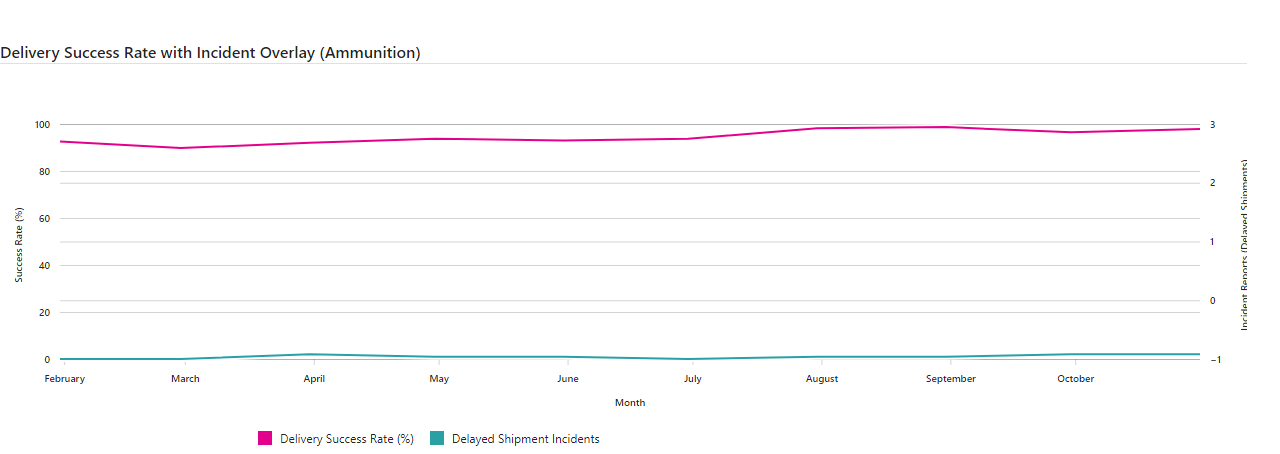 Delivery Success Rate with Incident Overlay (Ammunition)
100
80
60
40
20
0
Success Rate (%)
3
2
1
0
−1
Incident Reports (Delayed Shipments)
February March April May June July August September October
Month
Delivery Success Rate (%) Delayed Shipment Incidents